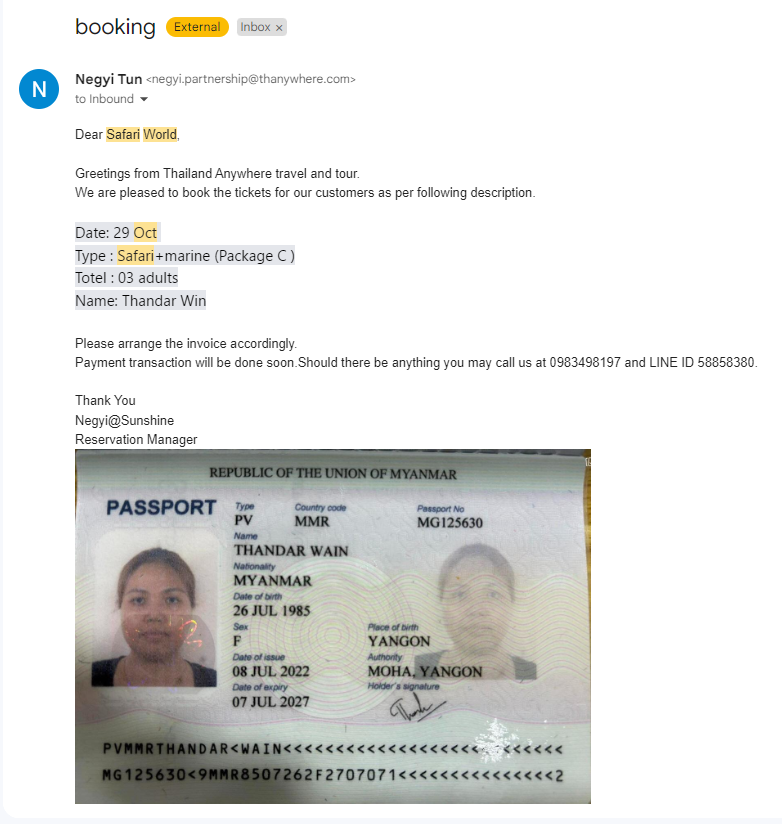 booking External Inbox ×
N
Negyi Tun <negyi.partnership@thanywhere.com>
to Inbound
Dear Safari World,
Greetings from Thailand Anywhere travel and tour.
We are pleased to book the tickets for our customers as per following description.
Date: 29 Oct
Type : Safari+marine (Package C )
Totel : 03 adults
Name: Thandar Win
Please arrange the invoice accordingly.
Payment transaction will be done soon.Should there be anything you may call us at 0983498197 and LINE ID 58858380.
Thank You
Negyi@Sunshine
Reservation Manager
REPUBLIC OF THE UNION OF MYANMAR
PASSPORT
Type Country code Passport No
PV MMR MG125630
Name
THANDAR WAIN
Nationality
MYANMAR
Date of birth
26 JUL 1985
Sex Place of birth
F YANGON
Date of issue Authority
08 JUL 2022 MOHA, YANGON
Date of expiry Holder's signature
07 JUL 2027
PVMMRTHANDAR<WAIN<<<<<<<<<<<<<<<<<<<<<<<<<<<
MG125630<9MMR8507262F2707071<<<<<<<<<<<<<<<2